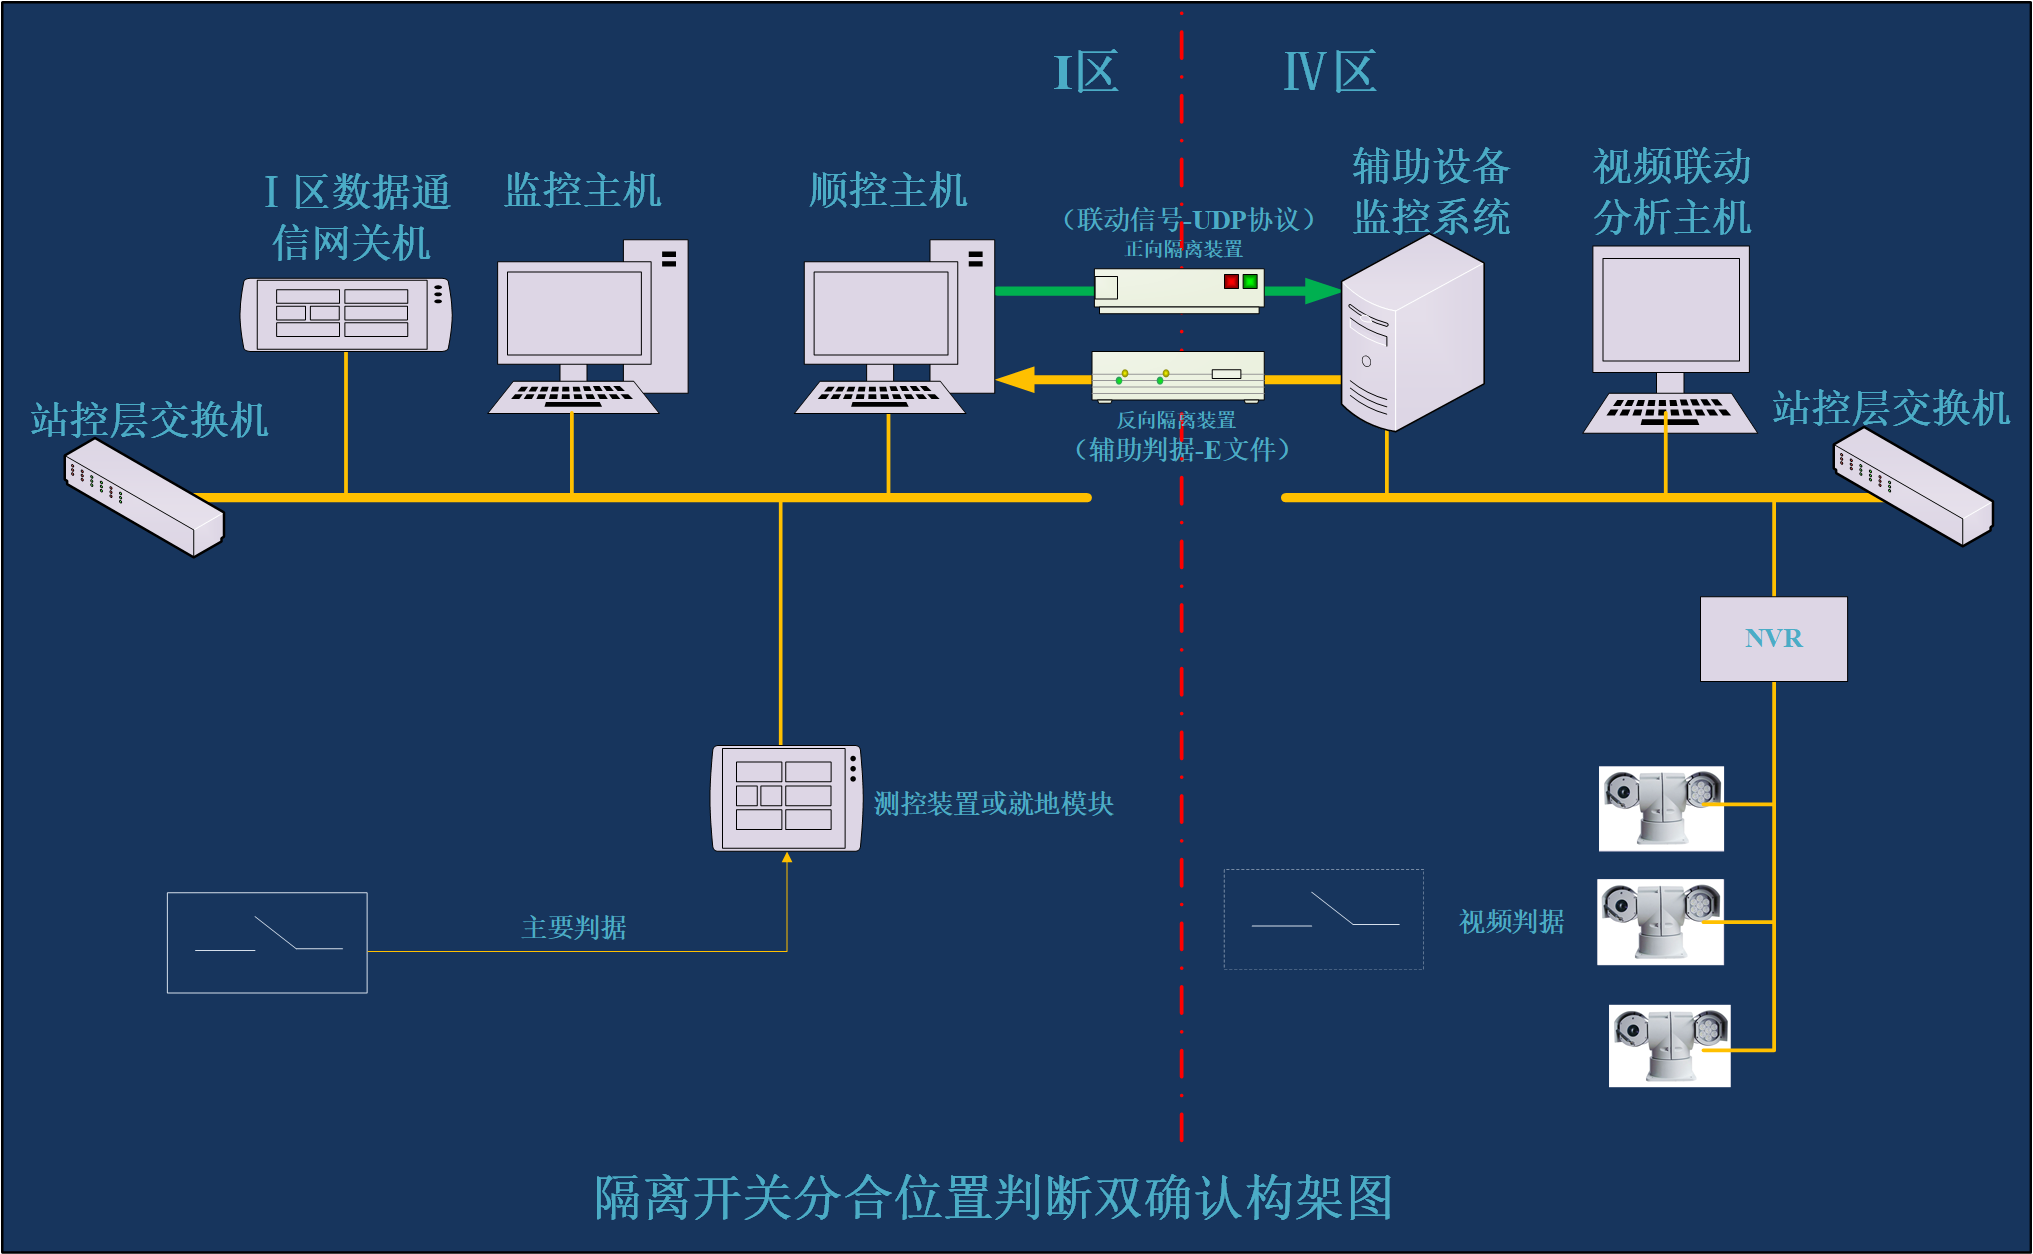 I区
Ⅳ区
Ⅰ区数据通
信网关机
监控主机
顺控主机
（联动信号-UDP协议）
正向隔离装置
辅助设备
监控系统
视频联动
分析主机
站控层交换机
反向隔离装置
（辅助判据-E文件）
站控层交换机
NVR
测控装置或就地模块
主要判据
视频判据
隔离开关分合位置判断双确认构架图